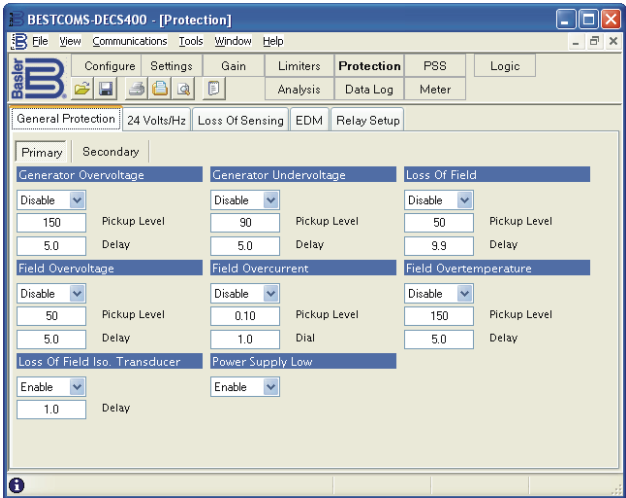 BESTCOMS-DECS400 - [Protection]
File View Communications Tools Window Help
Basler
Configure Settings Gain Limiters Protection PSS Logic
Analysis Data Log Meter
General Protection 24 Volts/Hz Loss Of Sensing EDM Relay Setup
Primary Secondary
Generator Overvoltage Generator Undervoltage Loss Of Field
Disable Disable Disable
150 Pickup Level 90 Pickup Level 50 Pickup Level
5.0 Delay 5.0 Delay 9.9 Delay
Field Overvoltage Field Overcurrent Field Overtemperature
Disable Disable Disable
50 Pickup Level 0.10 Pickup Level 150 Pickup Level
5.0 Delay 1.0 Dial 5.0 Delay
Loss Of Field Iso. Transducer Power Supply Low
Enable Enable
1.0 Delay